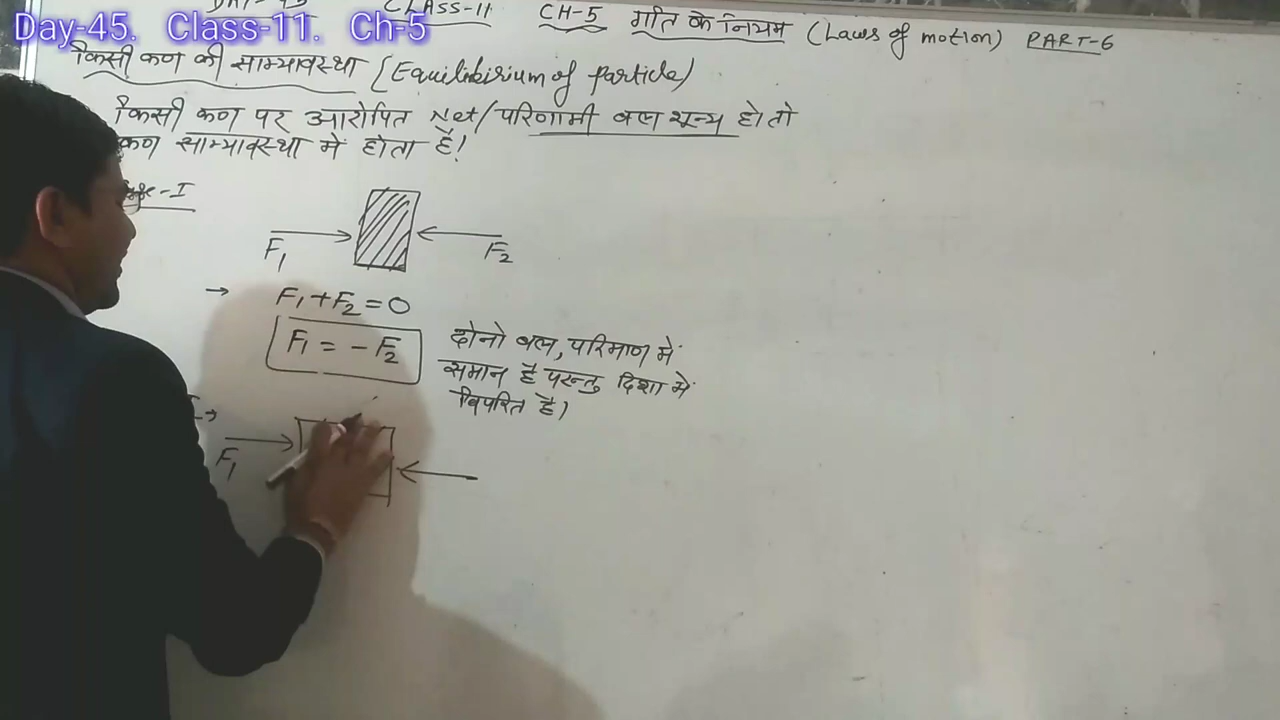 CLASS-11 CH-5 गति के नियम (Laws of motion) PART-6
Day-45. Class-11. Ch-5
किसी कण की साम्यावस्था (Equilibirium of particle)
किसी कण पर आरोपित Net/परिणामी बल शून्य हो तो
कण साम्यावस्था में होता है!
-I
F₁ F₂
→ F₁+F₂=0
F₁ = -F₂
दोनो बल, परिमाण में
समान है परन्तु दिशा में
विपरित है।
F₁